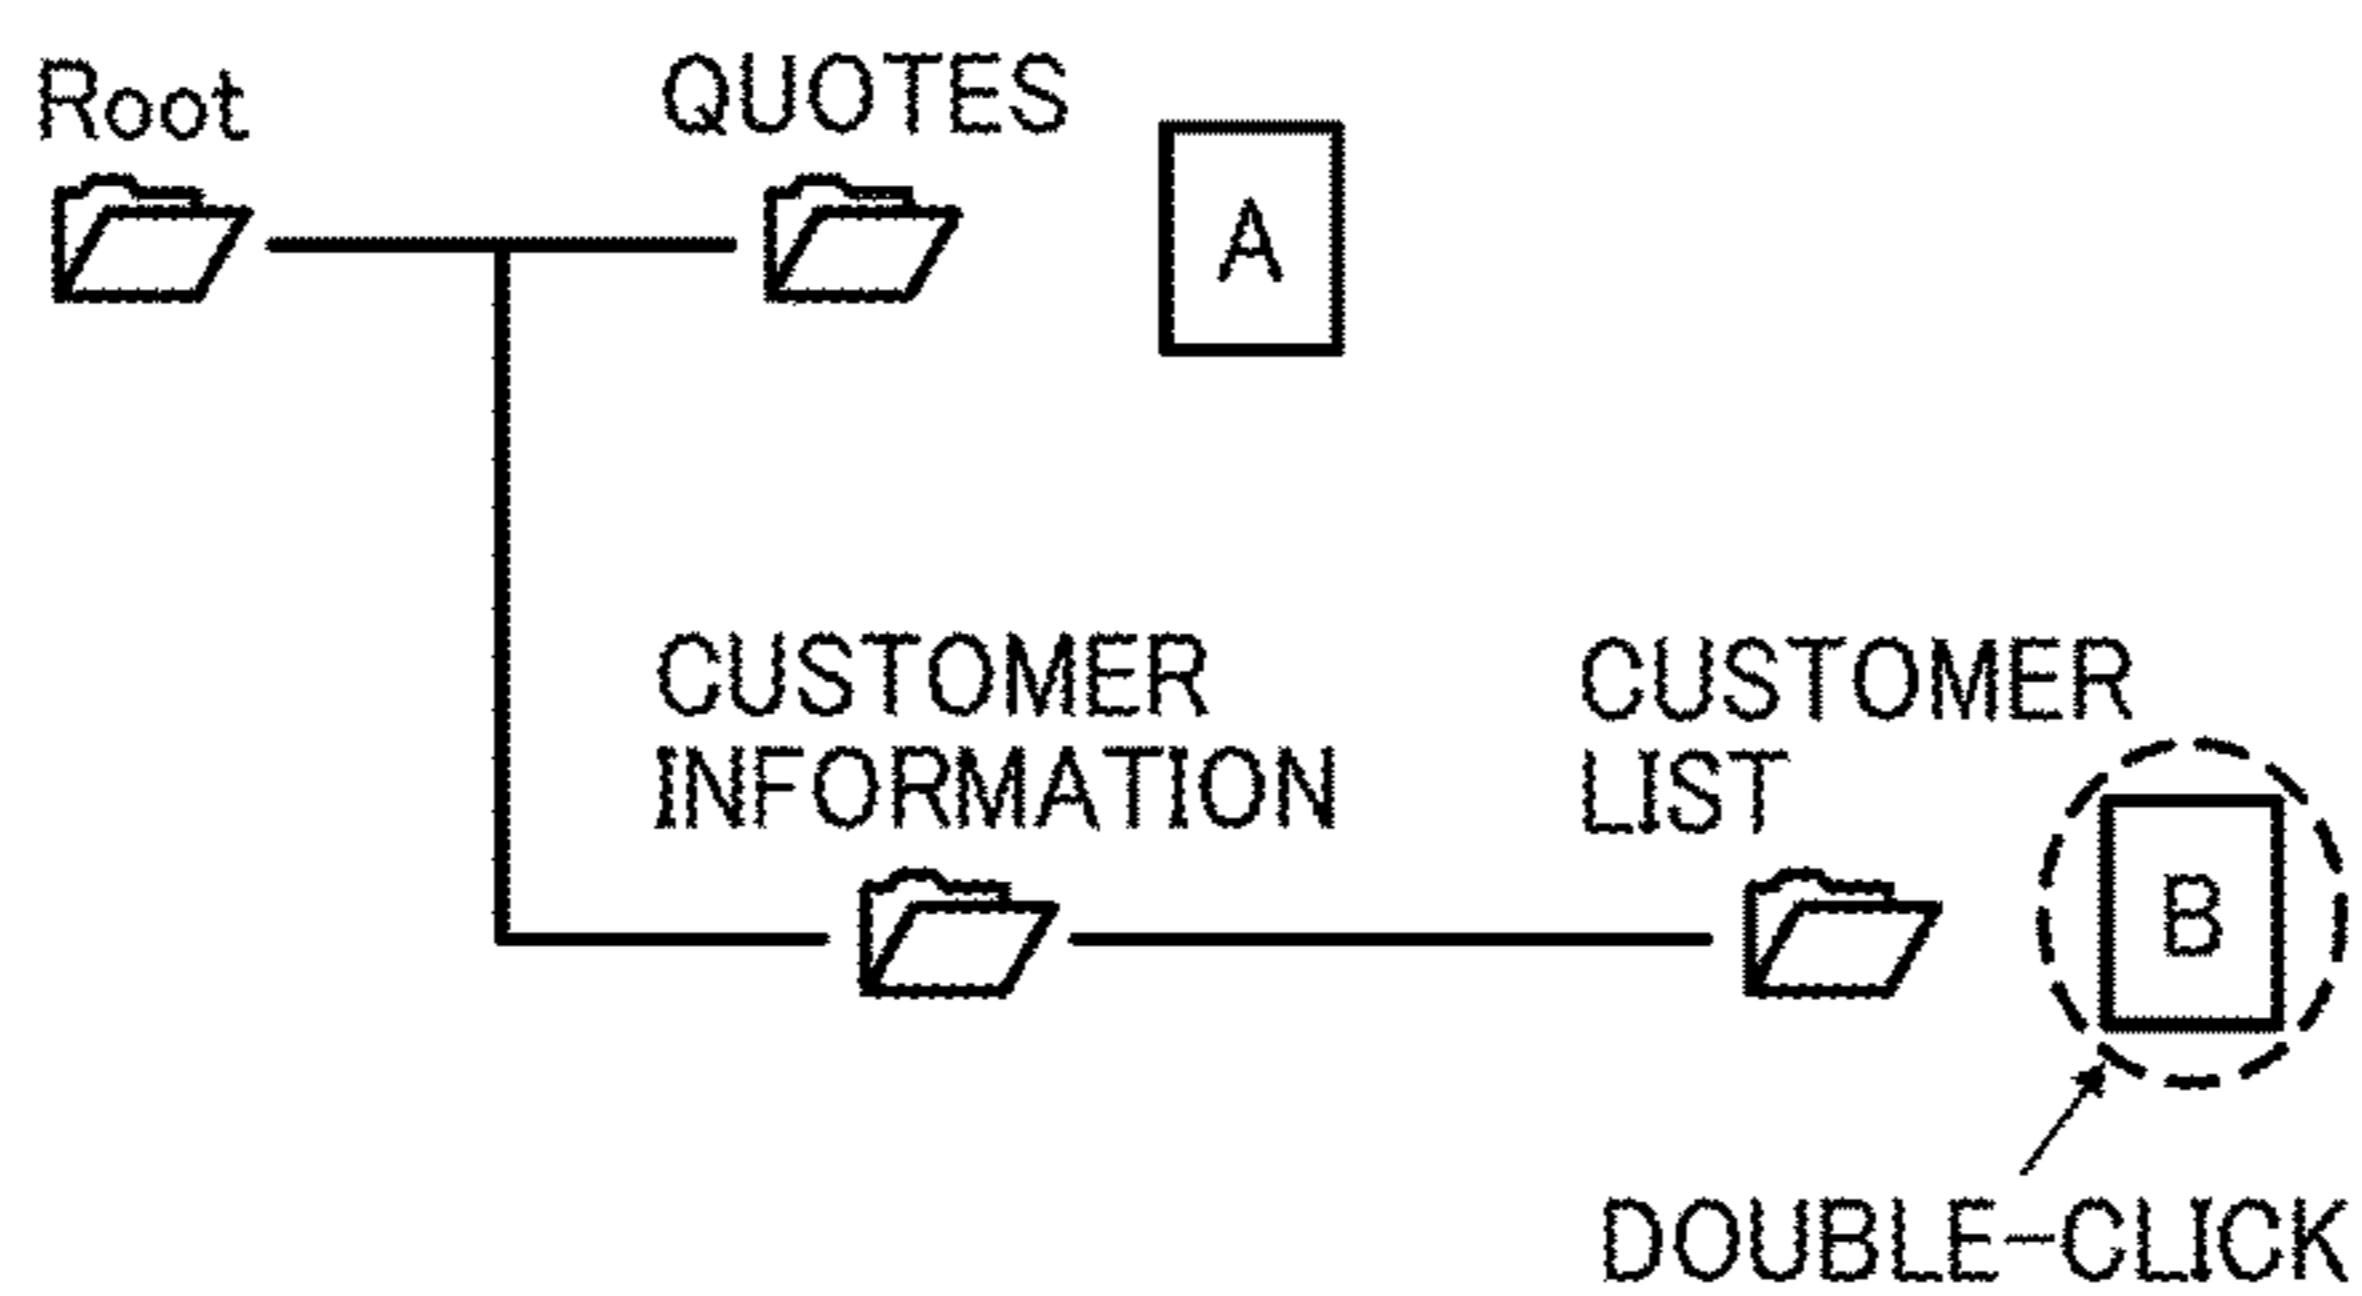 Root
QUOTES
A
CUSTOMER
INFORMATION
CUSTOMER
LIST
B
DOUBLE-CLICK